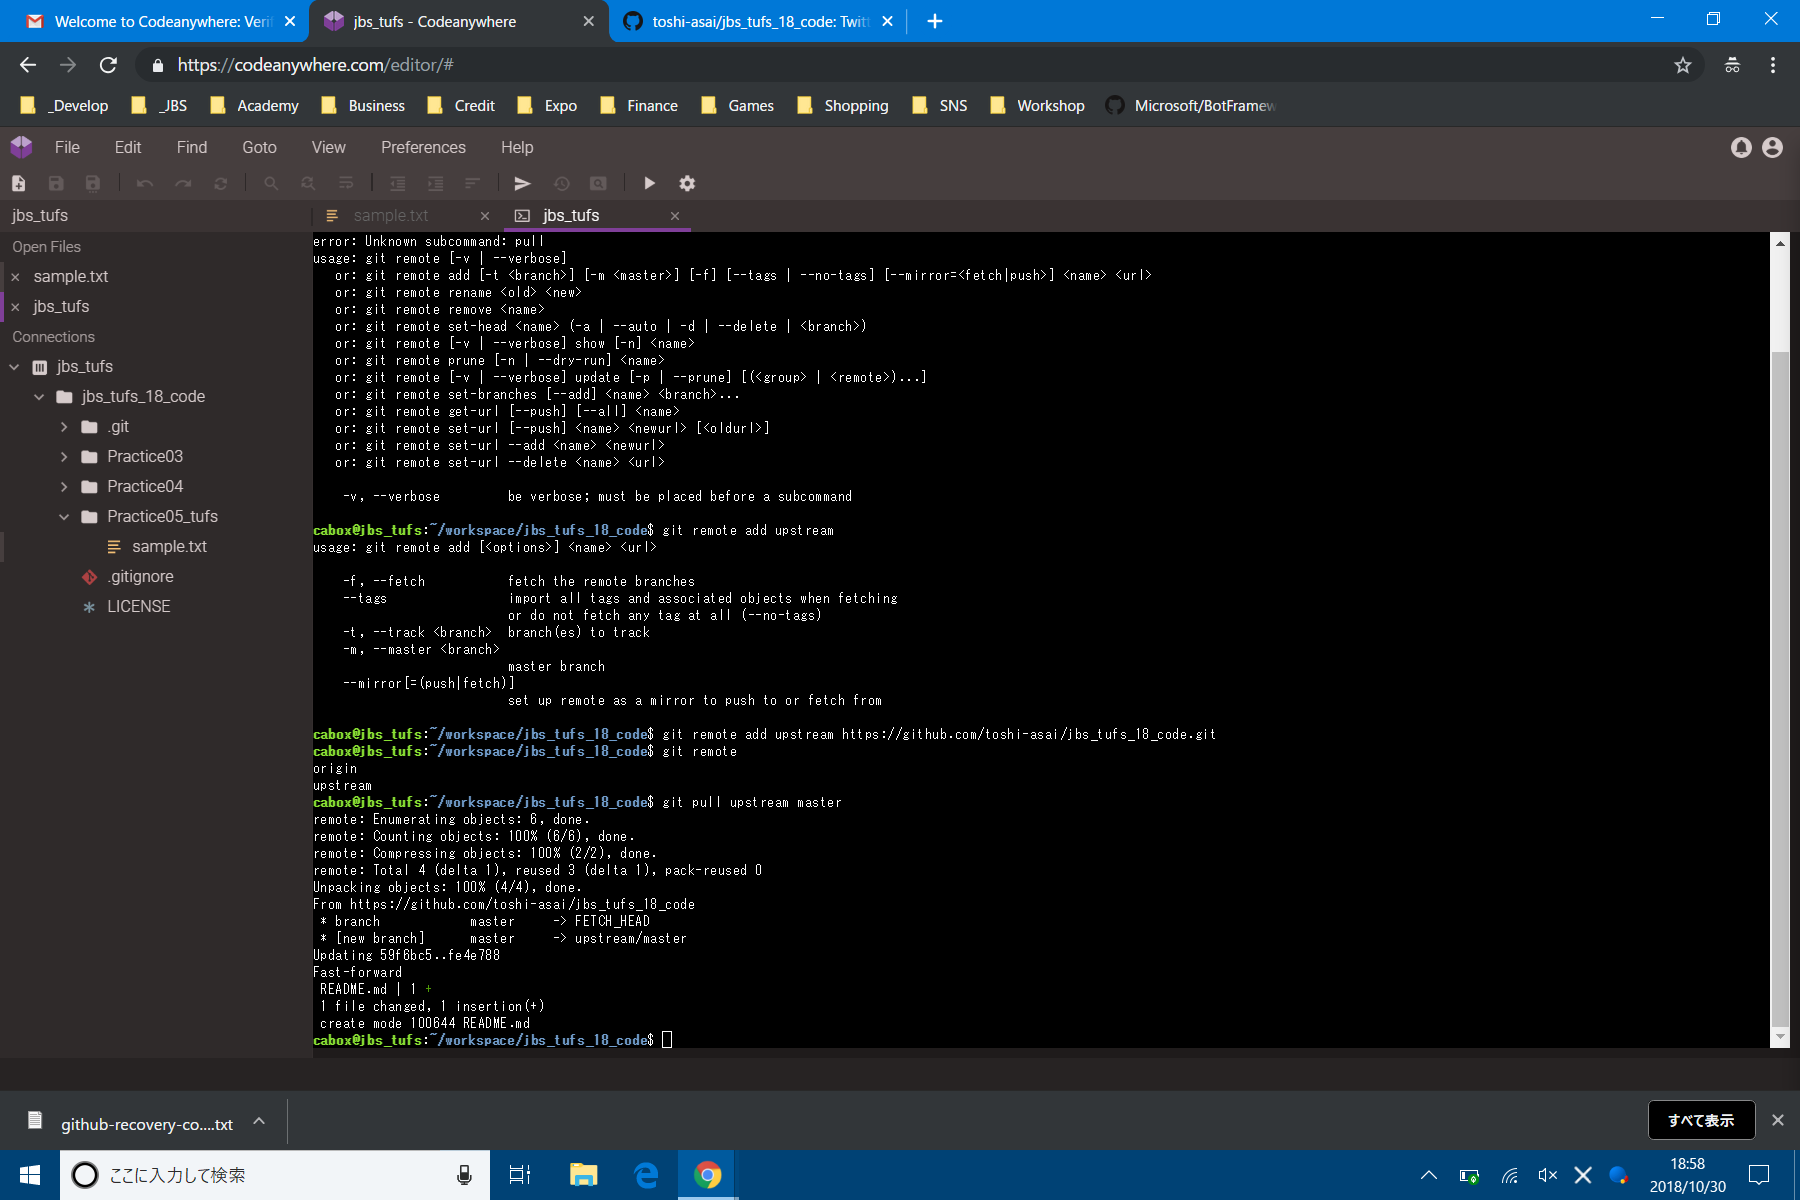 Welcome to Codeanywhere: Veri
jbs_tufs - Codeanywhere
toshi-asai/jbs_tufs_18_code: Twitt
https://codeanywhere.com/editor/#
_Develop
_JBS
Academy
Business
Credit
Expo
Finance
Games
Shopping
SNS
Workshop
Microsoft/BotFramew
File
Edit
Find
Goto
View
Preferences
Help
jbs_tufs
sample.txt
jbs_tufs
Open Files
sample.txt
jbs_tufs
Connections
jbs_tufs
jbs_tufs_18_code
.git
Practice03
Practice04
Practice05_tufs
sample.txt
.gitignore
LICENSE
error: Unknown subcommand: pull
usage: git remote [-v | --verbose]
or: git remote add [-t <branch>] [-m <master>] [-f] [--tags | --no-tags] [--mirror=<fetch|push>] <name> <url>
or: git remote rename <old> <new>
or: git remote remove <name>
or: git remote set-head <name> (-a | --auto | -d | --delete | <branch>)
or: git remote [-v | --verbose] show [-n] <name>
or: git remote prune [-n | --dry-run] <name>
or: git remote [-v | --verbose] update [-p | --prune] [(<group> | <remote>)...]
or: git remote set-branches [--add] <name> <branch>...
or: git remote get-url [--push] [--all] <name>
or: git remote set-url [--push] <name> <newurl> [<oldurl>]
or: git remote set-url --add <name> <newurl>
or: git remote set-url --delete <name> <url>
-v, --verbose be verbose; must be placed before a subcommand
cabox@jbs_tufs:~/workspace/jbs_tufs_18_code$ git remote add upstream
usage: git remote add [<options>] <name> <url>
-f, --fetch fetch the remote branches
--tags import all tags and associated objects when fetching
or do not fetch any tag at all (--no-tags)
-t, --track <branch> branch(es) to track
-m, --master <branch>
master branch
--mirror[=(push|fetch)]
set up remote as a mirror to push to or fetch from
cabox@jbs_tufs:~/workspace/jbs_tufs_18_code$ git remote add upstream https://github.com/toshi-asai/jbs_tufs_18_code.git
cabox@jbs_tufs:~/workspace/jbs_tufs_18_code$ git remote
origin
upstream
cabox@jbs_tufs:~/workspace/jbs_tufs_18_code$ git pull upstream master
remote: Enumerating objects: 6, done.
remote: Counting objects: 100% (6/6), done.
remote: Compressing objects: 100% (2/2), done.
remote: Total 4 (delta 1), reused 3 (delta 1), pack-reused 0
Unpacking objects: 100% (4/4), done.
From https://github.com/toshi-asai/jbs_tufs_18_code
* branch master -> FETCH_HEAD
* [new branch] master -> upstream/master
Updating 59f6bc5..fe4e788
Fast-forward
README.md | 1 +
1 file changed, 1 insertion(+)
create mode 100644 README.md
cabox@jbs_tufs:~/workspace/jbs_tufs_18_code$
github-recovery-co....txt
すべて表示
ここに入力して検索
18:58
2018/10/30